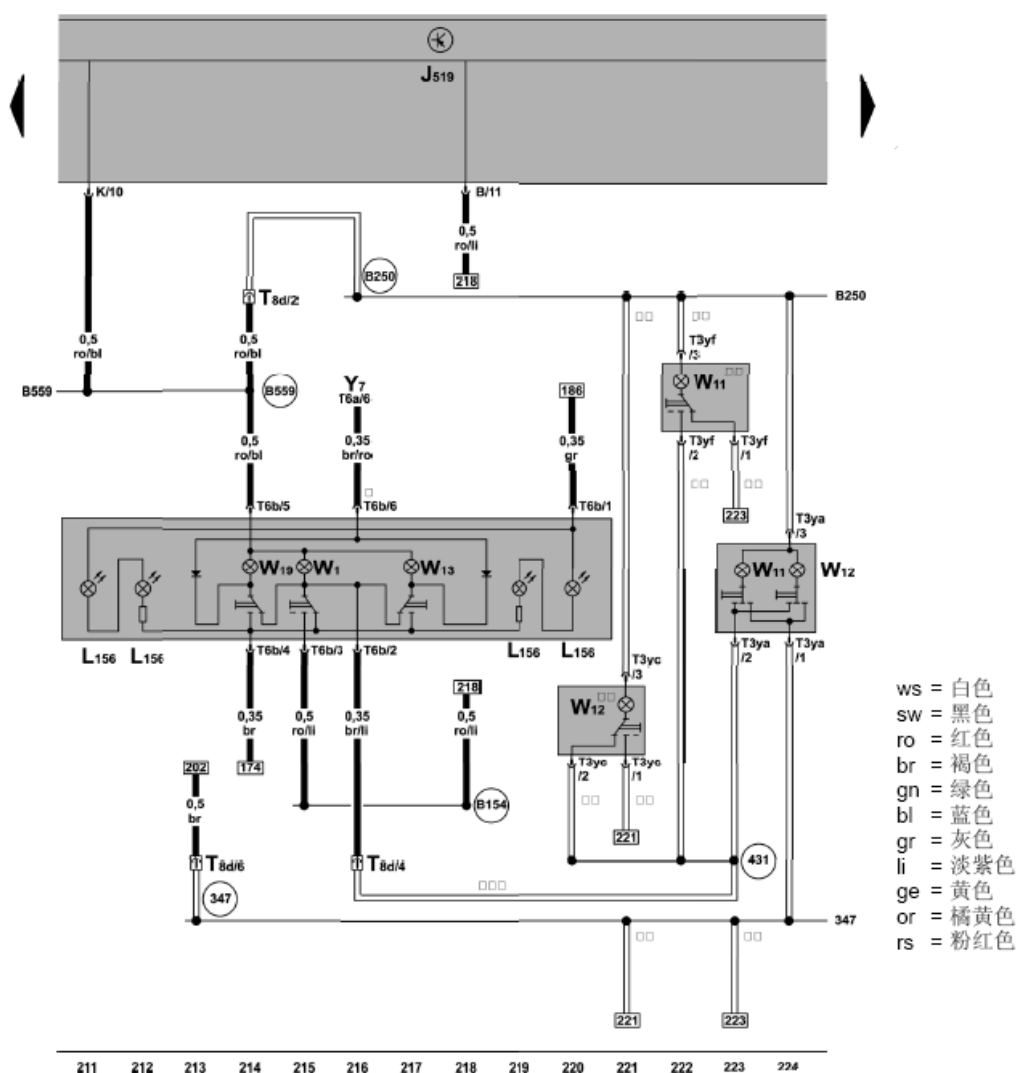 J519
K/10
B/11
0,5
ro/li
218
B250
T8d/2
B250
0,5
ro/bl
0,5
ro/bl
T3yf
/3
B559
B559
Y7
T6a/6
186
W11
0,5
ro/bl
0,35
br/ro
0,35
gr
T3yf
/2
T3yf
/1
T6b/5
T6b/6
T6b/1
223
T3ya
/3
W19
W1
W13
W11
W12
L156
L156
T6b/4
T6b/3
T6b/2
L156
L156
T3ya
/2
T3ya
/1
T3yc
/3
218
W12
0,35
br
0,5
ro/li
0,35
br/li
0,5
ro/li
202
174
T3yc
/2
T3yc
/1
0,5
br
B154
221
T8d/6
T8d/4
431
347
347
221
223
ws = 白色
sw = 黑色
ro = 红色
br = 褐色
gn = 绿色
bl = 蓝色
gr = 灰色
li = 淡紫色
ge = 黄色
or = 橘黄色
rs = 粉红色
211 212 213 214 215 216 217 218 219 220 221 222 223 224